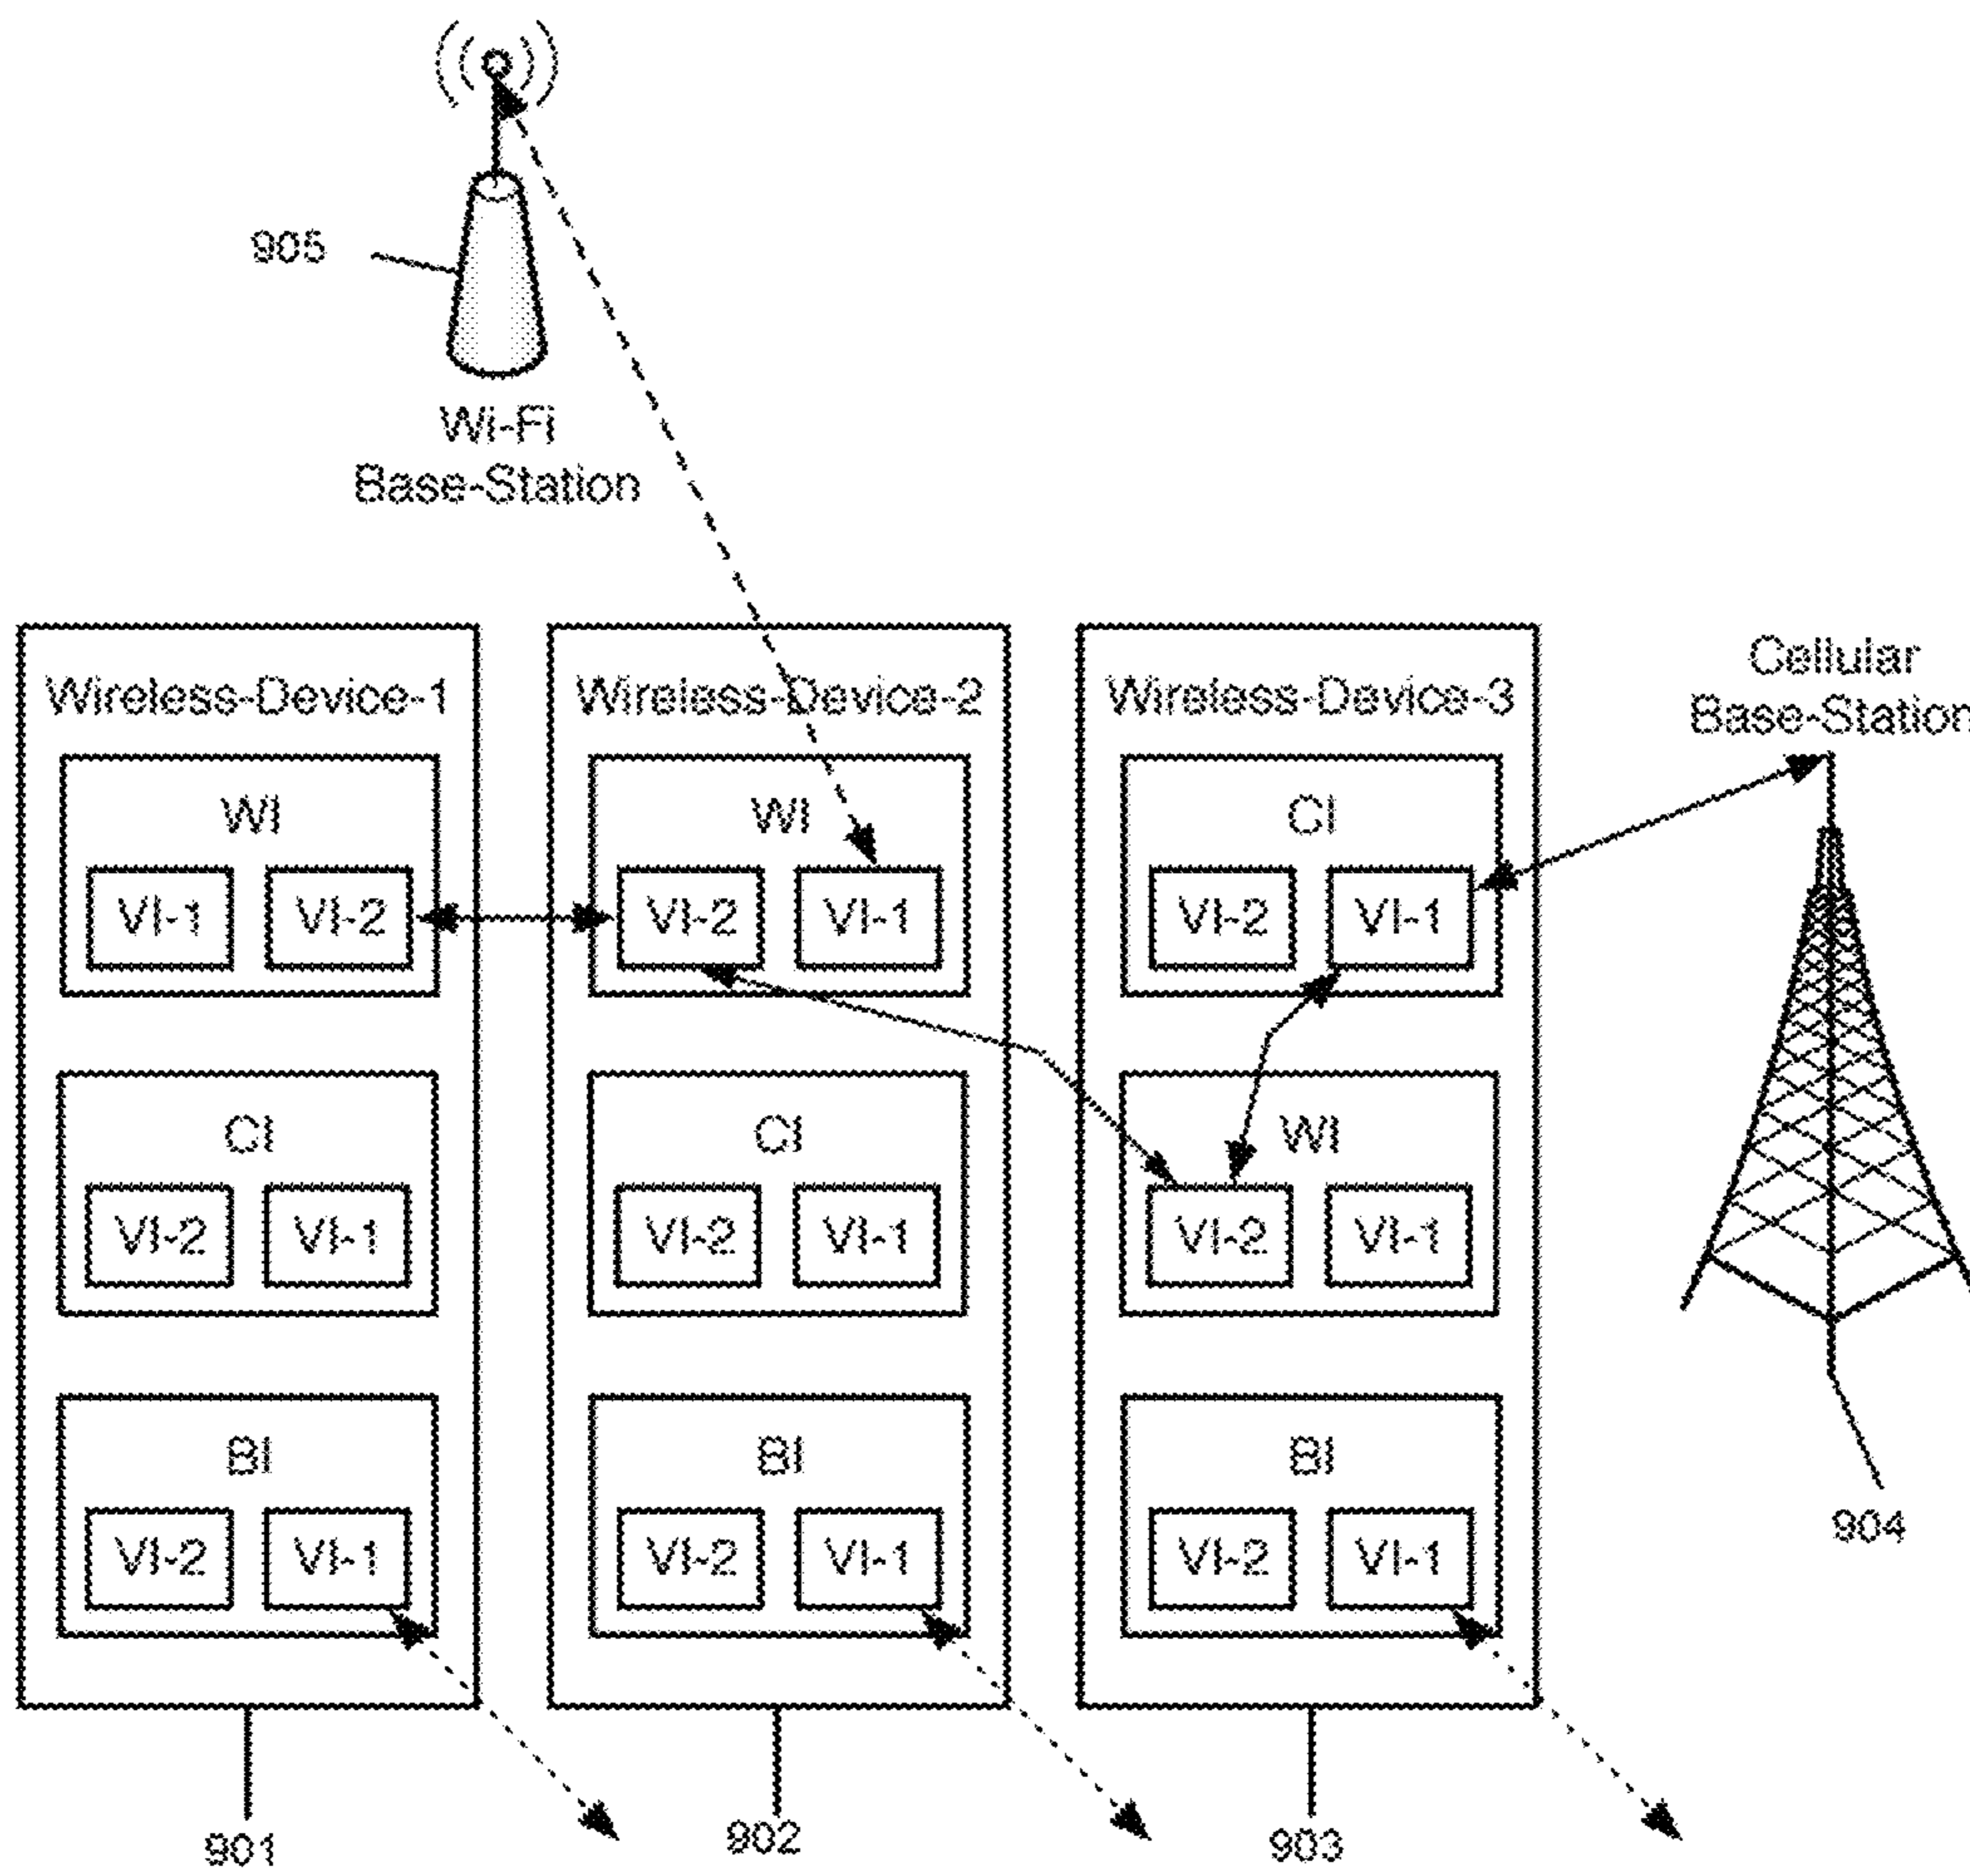 905
Wi-Fi
Base-Station
Wireless-Device-1
Wireless-Device-2
Wireless-Device-3
Cellular
Base-Station
WI
WI
CI
VI-1
VI-2
VI-2
VI-1
VI-2
VI-1
CI
CI
WI
VI-2
VI-1
VI-2
VI-1
VI-2
VI-1
BI
BI
BI
VI-2
VI-1
VI-2
VI-1
VI-2
VI-1
904
901
902
903